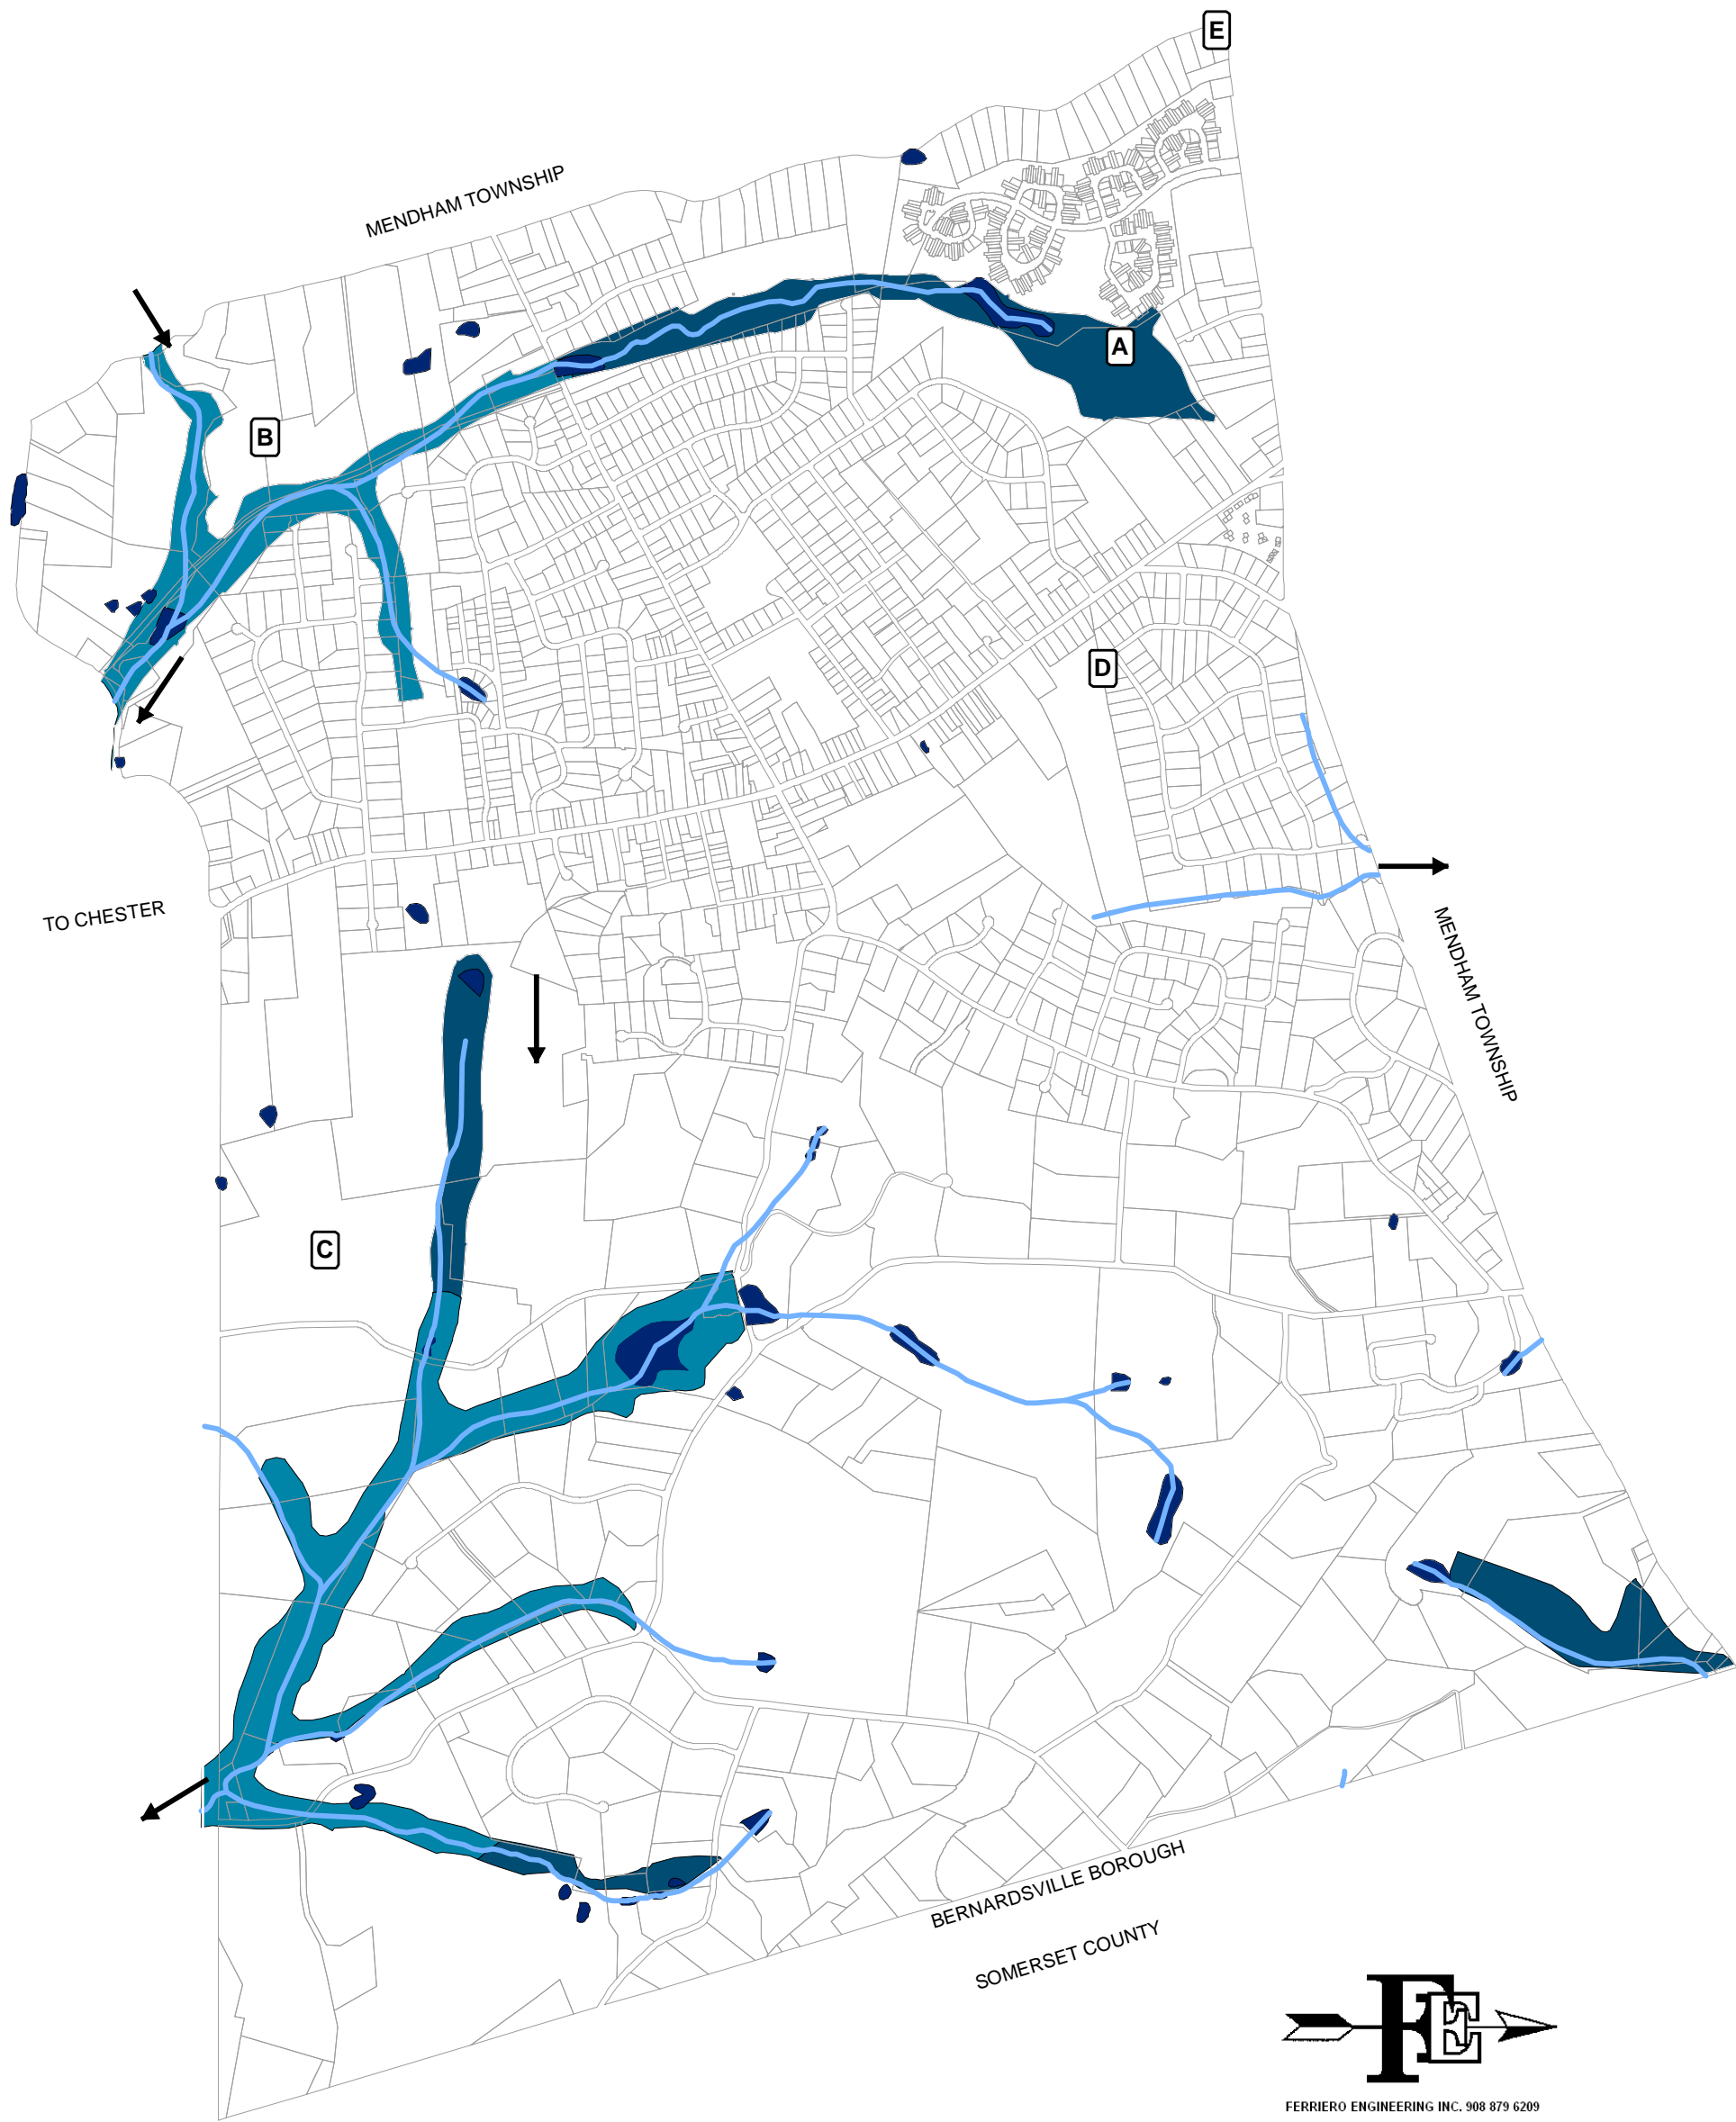 E
MENDHAM TOWNSHIP
A
B
D
TO CHESTER
MENDHAM TOWNSHIP
C
BERNARDSVILLE BOROUGH
SOMERSET COUNTY
FE
FERRIERO ENGINEERING INC. 908 879 6209